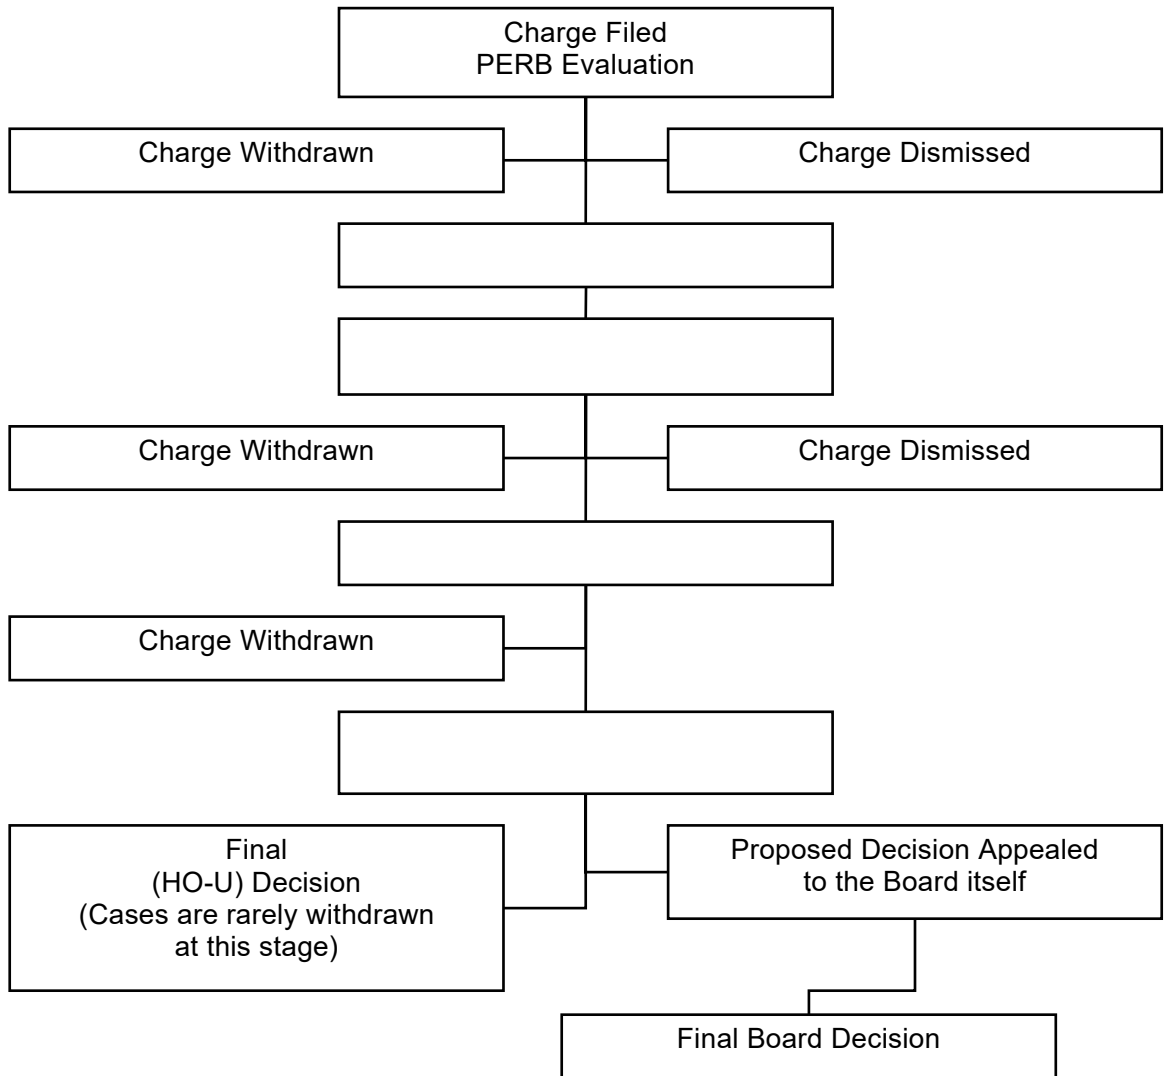 Charge Filed
PERB Evaluation
Charge Withdrawn
Charge Dismissed
Charge Withdrawn
Charge Dismissed
Charge Withdrawn
Final
(HO-U) Decision
(Cases are rarely withdrawn
at this stage)
Proposed Decision Appealed
to the Board itself
Final Board Decision